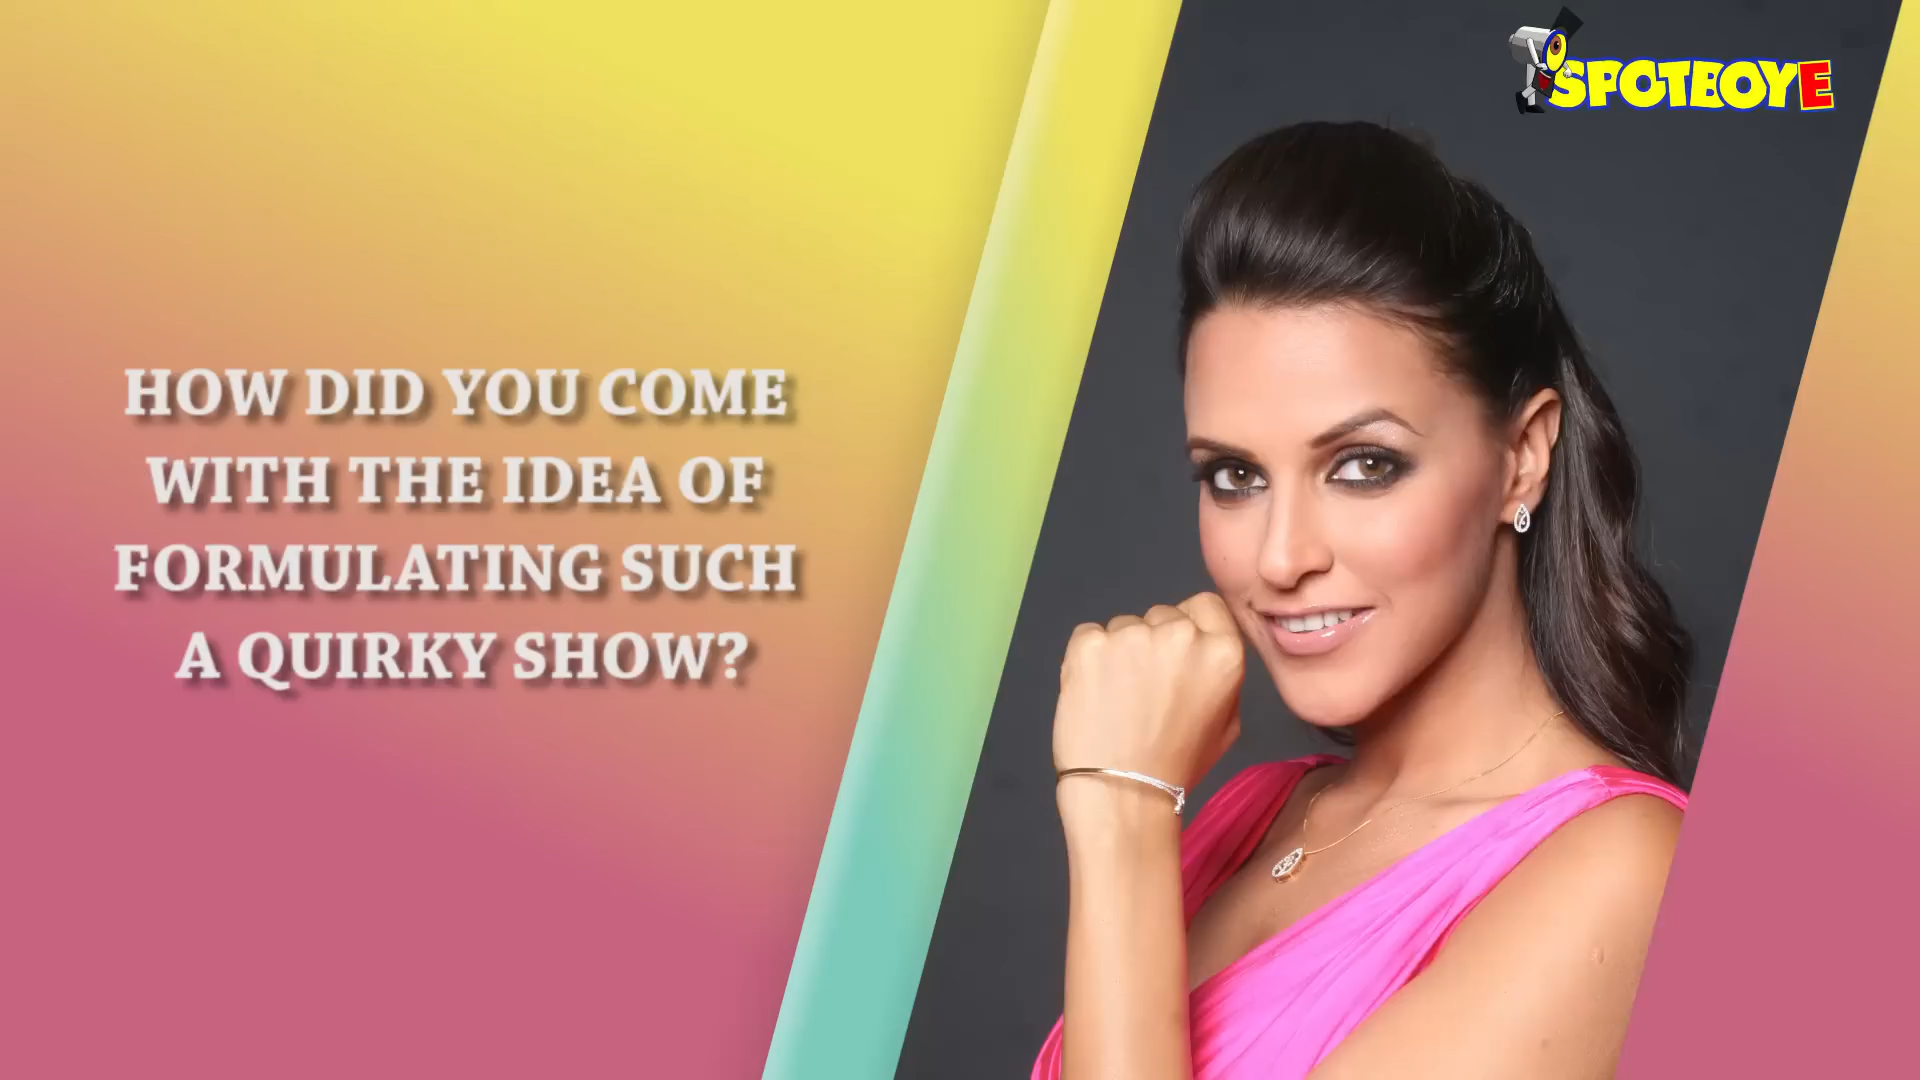 SPOTBOYE
HOW DID YOU COME
WITH THE IDEA OF
FORMULATING SUCH
A QUIRKY SHOW?